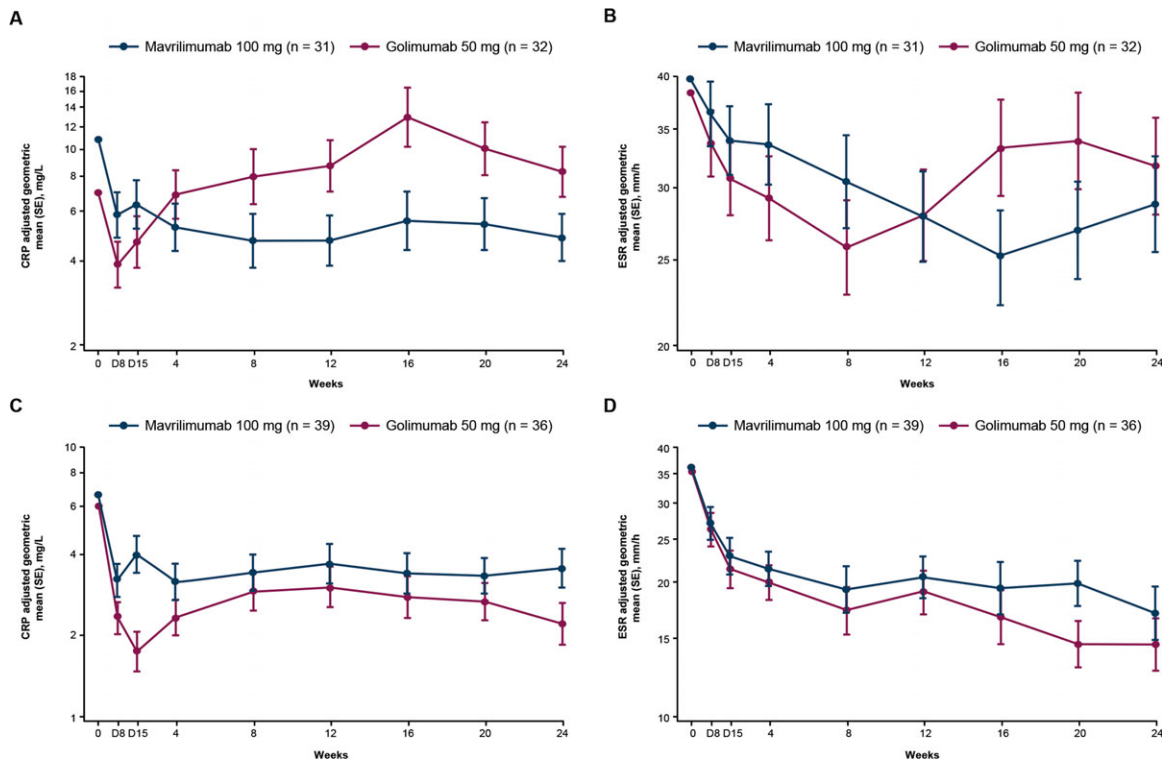 A
Mavrilimumab 100 mg (n = 31) Golimumab 50 mg (n = 32)
CRP adjusted geometric
mean (SE), mg/L
18
16
14
12
10
8
6
4
2
0 D8 D15 4 8 12 16 20 24
Weeks
B
Mavrilimumab 100 mg (n = 31) Golimumab 50 mg (n = 32)
ESR adjusted geometric
mean (SE), mm/h
40
35
30
25
20
0 D8 D15 4 8 12 16 20 24
Weeks
C
Mavrilimumab 100 mg (n = 39) Golimumab 50 mg (n = 36)
CRP adjusted geometric
mean (SE), mg/L
10
8
6
4
2
1
0 D8 D15 4 8 12 16 20 24
Weeks
D
Mavrilimumab 100 mg (n = 39) Golimumab 50 mg (n = 36)
ESR adjusted geometric
mean (SE), mm/h
40
35
30
25
20
15
10
0 D8 D15 4 8 12 16 20 24
Weeks